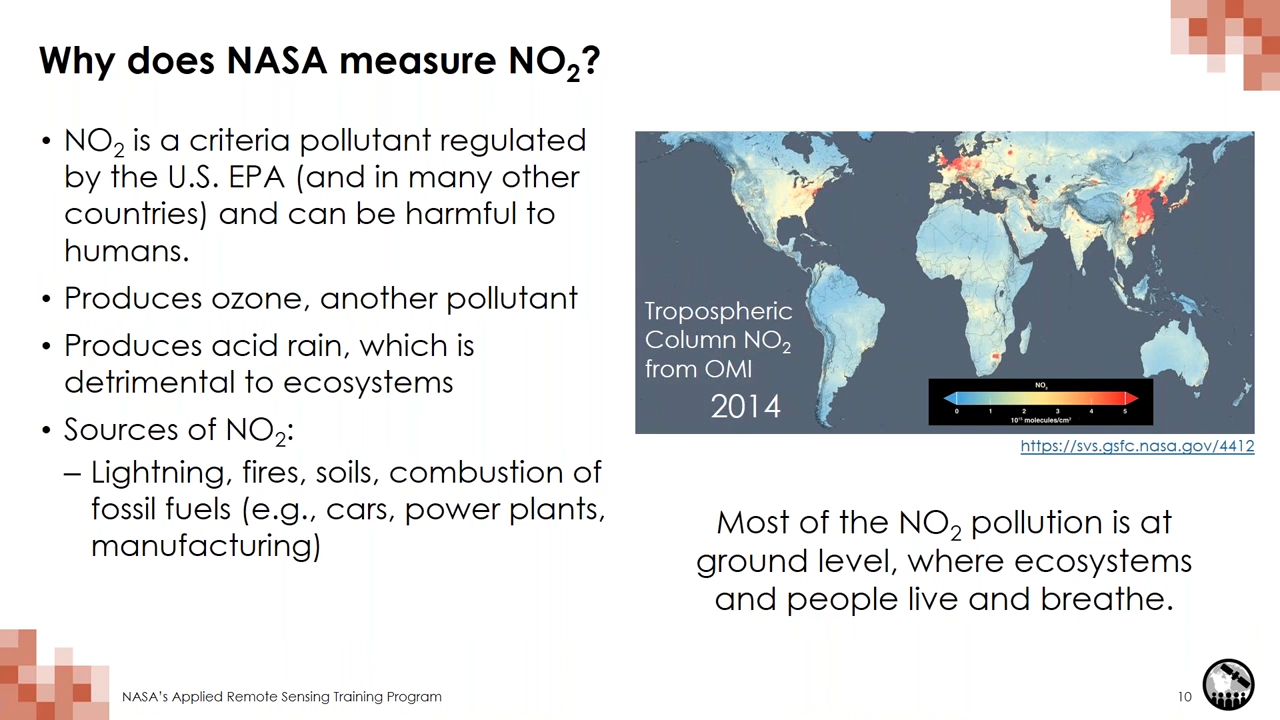 Why does NASA measure NO₂?
• NO₂ is a criteria pollutant regulated
by the U.S. EPA (and in many other
countries) and can be harmful to
humans.
• Produces ozone, another pollutant
• Produces acid rain, which is
detrimental to ecosystems
• Sources of NO₂:
– Lightning, fires, soils, combustion of
fossil fuels (e.g., cars, power plants,
manufacturing)
Tropospheric
Column NO₂
from OMI
2014
NO₂
0 1 2 3 4 5
10¹⁵ molecules/cm²
https://svs.gsfc.nasa.gov/4412
Most of the NO₂ pollution is at
ground level, where ecosystems
and people live and breathe.
NASA's Applied Remote Sensing Training Program
10